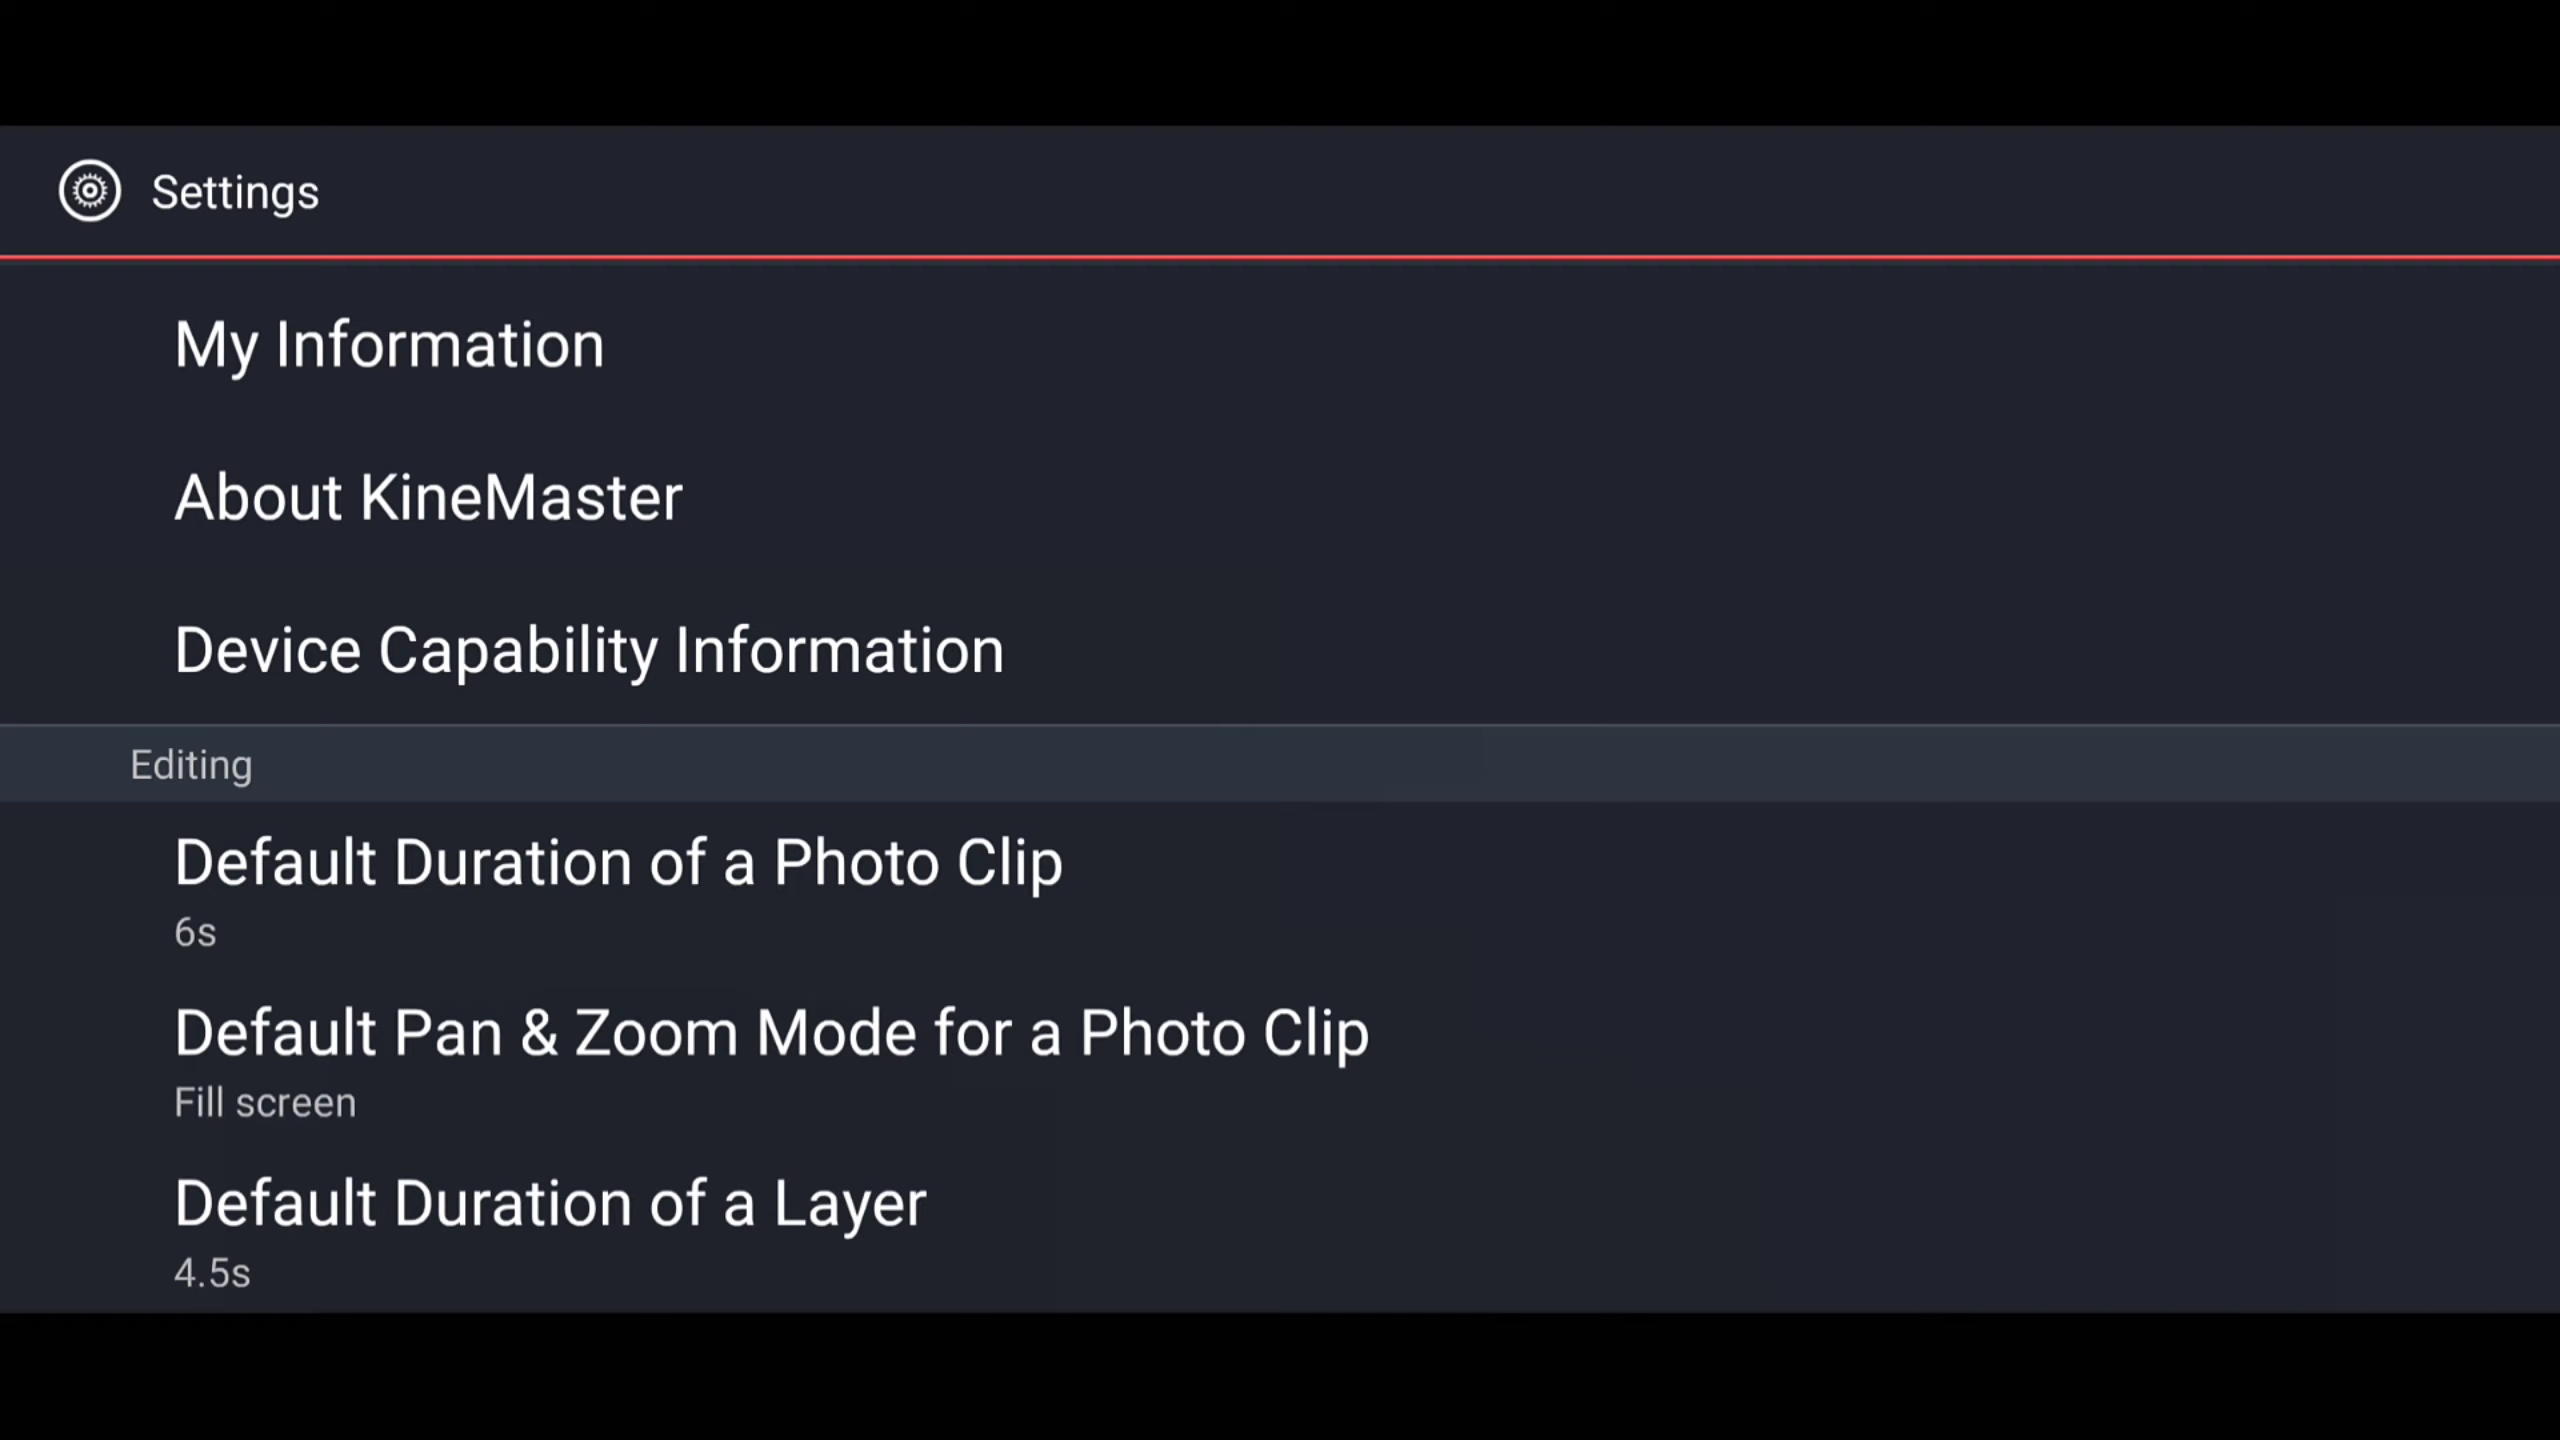 Settings
My Information
About KineMaster
Device Capability Information
Editing
Default Duration of a Photo Clip
6s
Default Pan & Zoom Mode for a Photo Clip
Fill screen
Default Duration of a Layer
4.5s